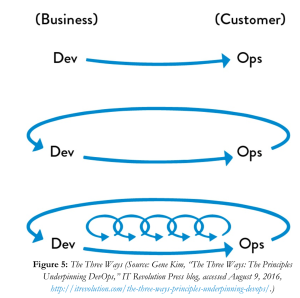 (Business) (Customer)
Dev Ops
Dev Ops
Dev Ops
Figure 5: The Three Ways (Source: Gene Kim, "The Three Ways: The Principles
Underpinning DevOps," IT Revolution Press blog, accessed August 9, 2016,
http://itrevolution.com/the-three-ways-principles-underpinning-devops/.)